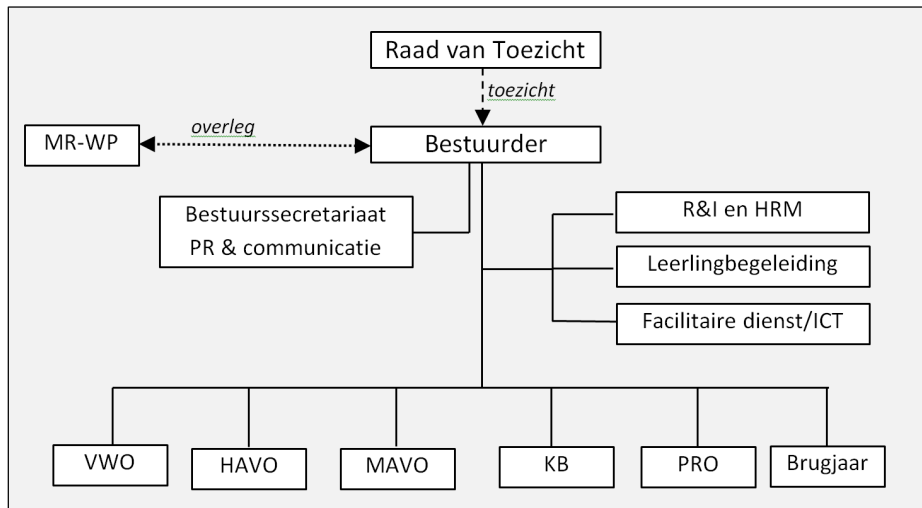 Raad van Toezicht
toezicht
overleg
MR-WP
Bestuurder
Bestuurssecretariaat
PR & communicatie
R&I en HRM
Leerlingbegeleiding
Facilitaire dienst/ICT
VWO
HAVO
MAVO
KB
PRO
Brugjaar